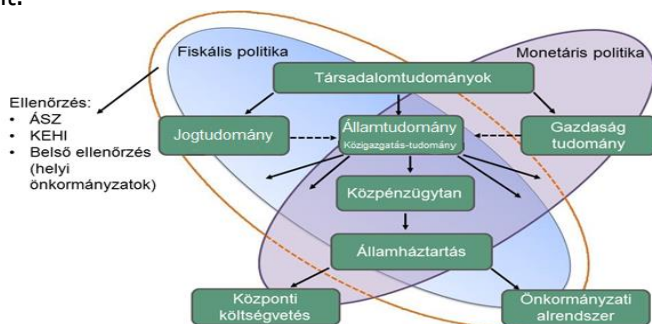 Fiskális politika
Monetáris politika
Társadalomtudományok
Ellenőrzés:
• ÁSZ
• KEHI
• Belső ellenőrzés
(helyi
önkormányzatok)
Jogtudomány
Államtudomány
Közigazgatás-tudomány
Gazdaság
tudomány
Közpénzügytan
Államháztartás
Központi
költségvetés
Önkormányzati
alrendszer